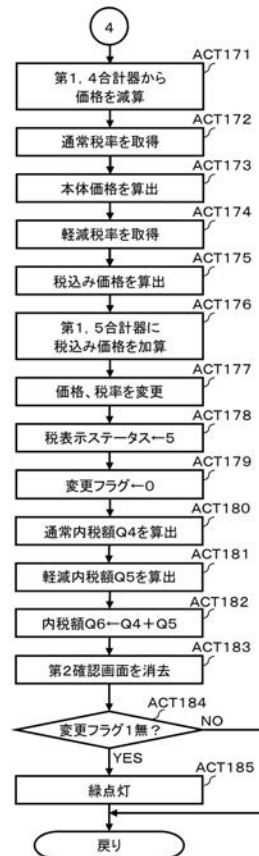 4
ACT171
第1，4合計器から
価格を減算
ACT172
通常税率を取得
ACT173
本体価格を算出
ACT174
軽減税率を取得
ACT175
税込み価格を算出
ACT176
第1，5合計器に
税込み価格を加算
ACT177
価格、税率を変更
ACT178
税表示ステータス←5
ACT179
変更フラグ←0
ACT180
通常内税額Q4を算出
ACT181
軽減内税額Q5を算出
ACT182
内税額Q6←Q4＋Q5
ACT183
第2確認画面を消去
ACT184
変更フラグ1無？
NO
YES
ACT185
緑点灯
戻り